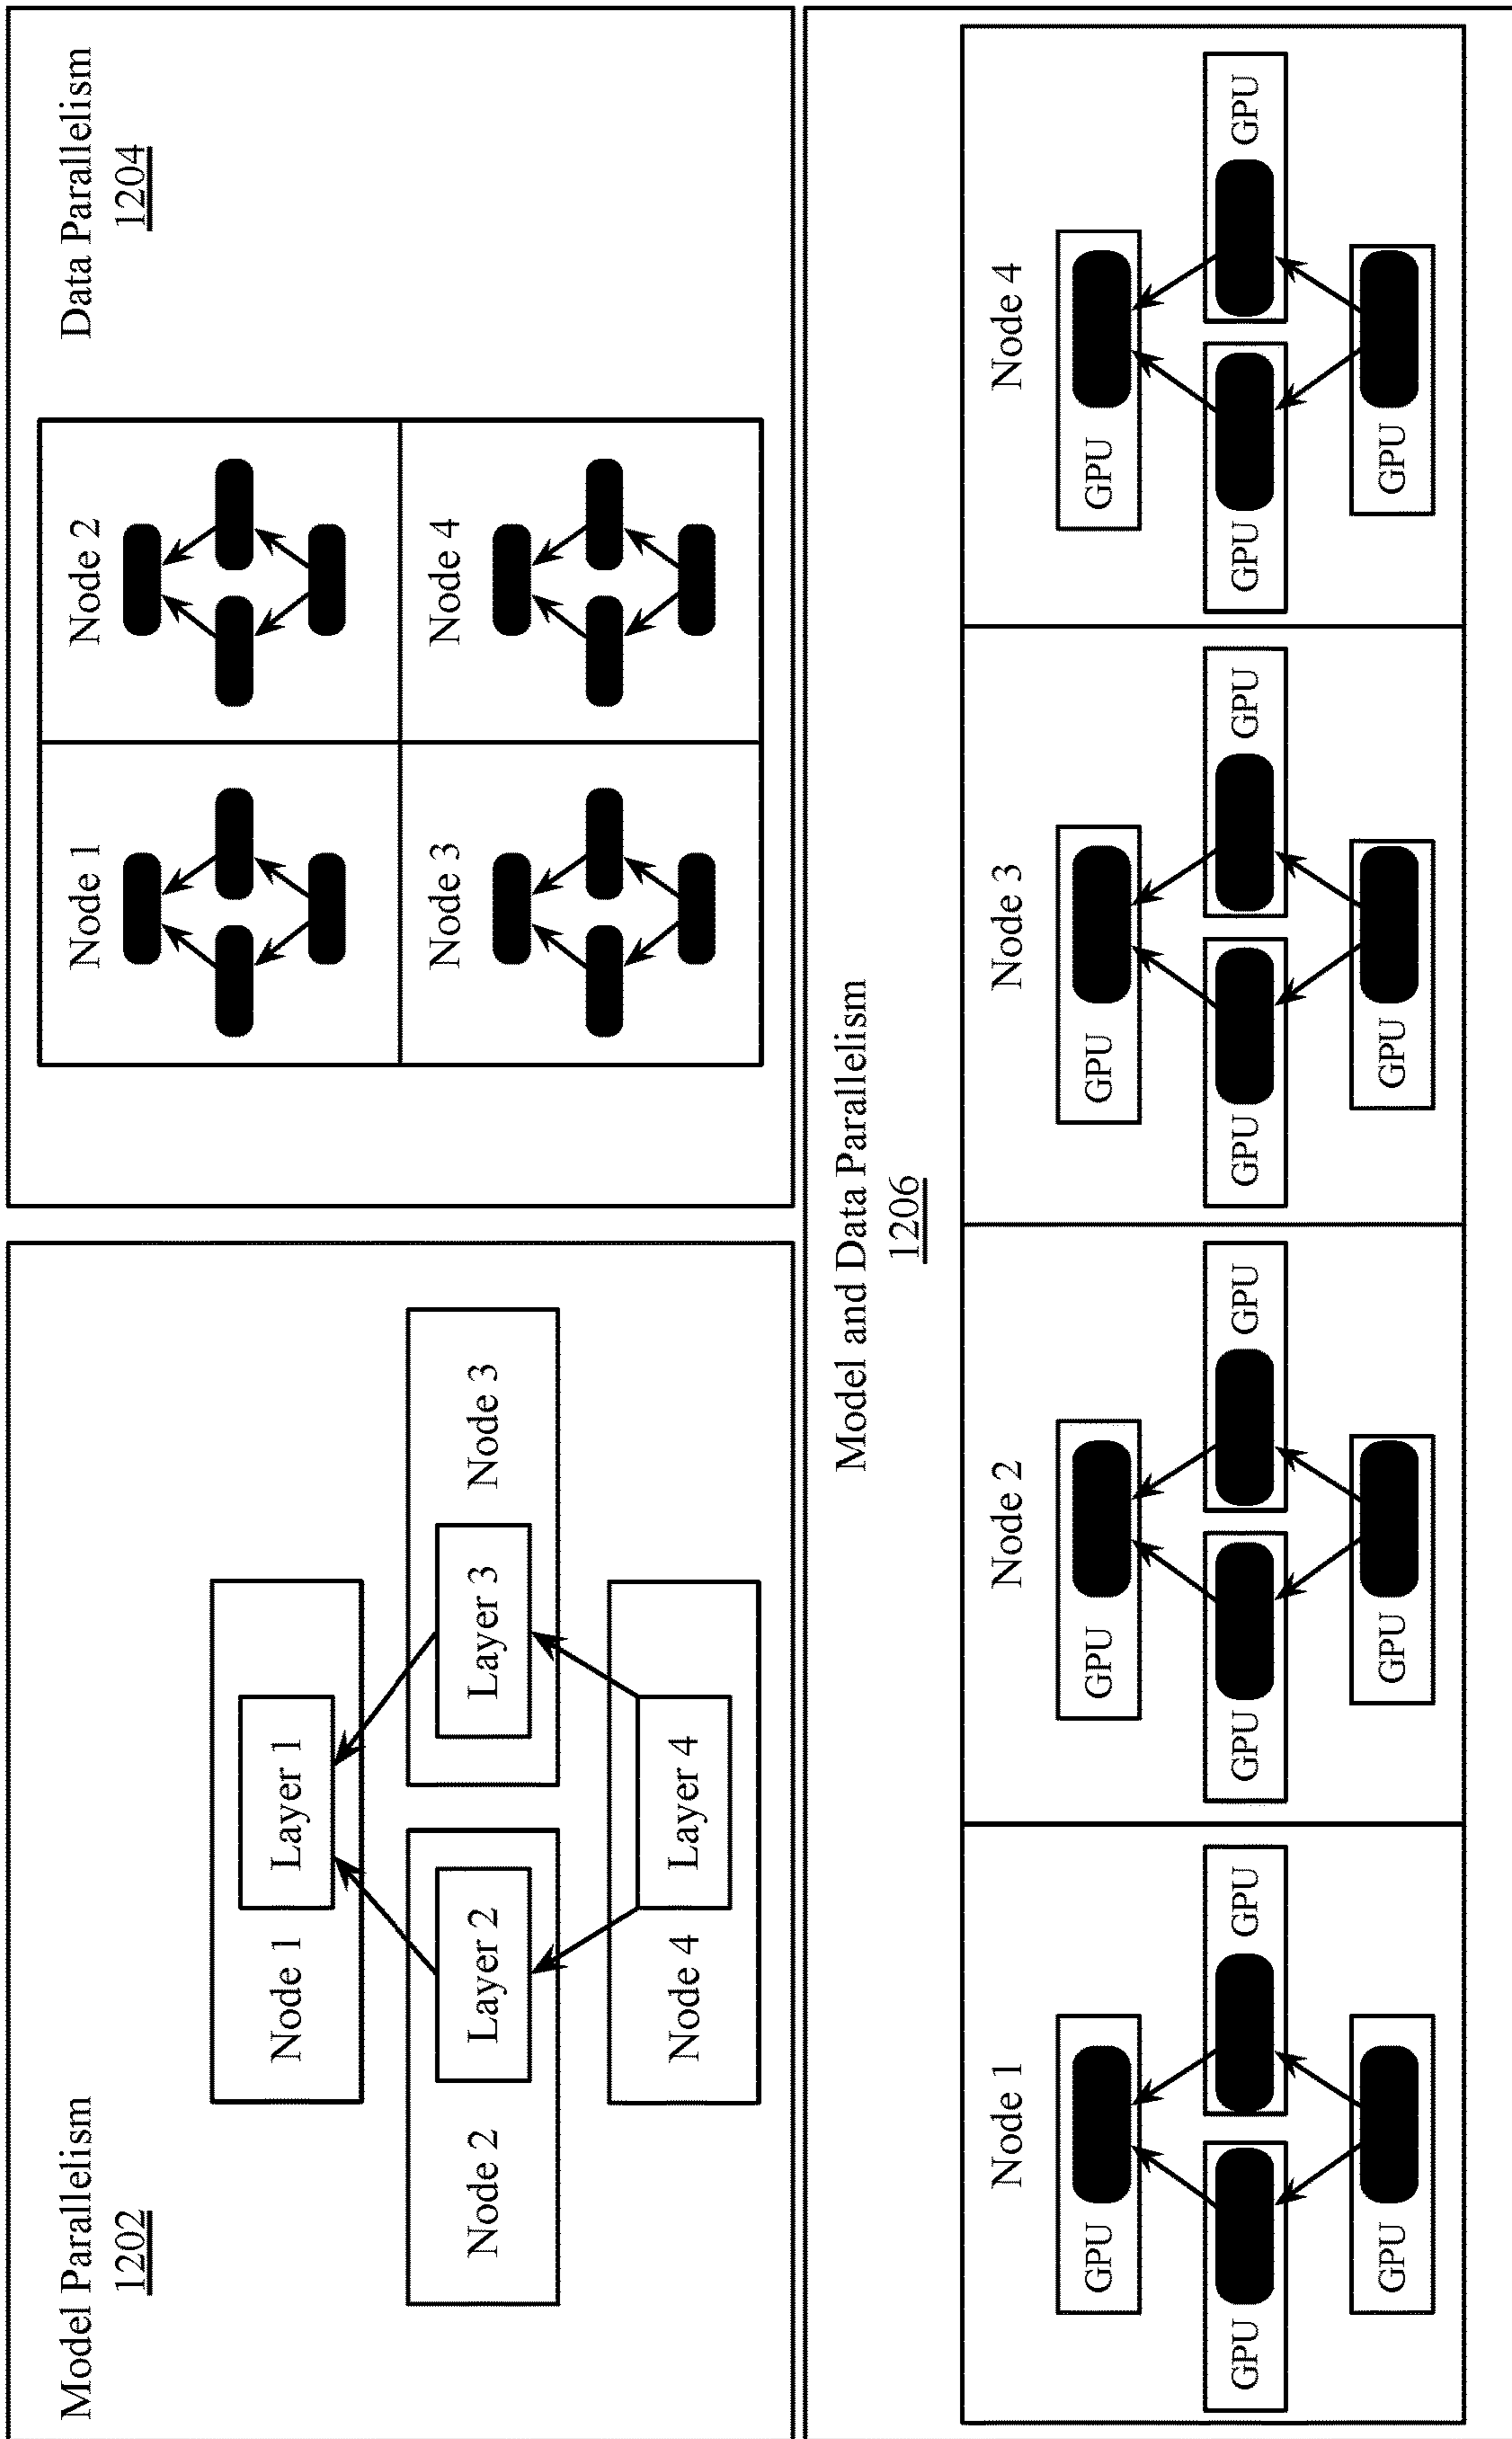 Model Parallelism
1202
Node 1
Layer 1
Node 2
Layer 2
Layer 3
Node 3
Node 4
Layer 4
Data Parallelism
1204
Node 1
Node 2
Node 3
Node 4
Model and Data Parallelism
1206
Node 1
GPU
GPU
GPU
GPU
Node 2
GPU
GPU
GPU
GPU
Node 3
GPU
GPU
GPU
GPU
Node 4
GPU
GPU
GPU
GPU